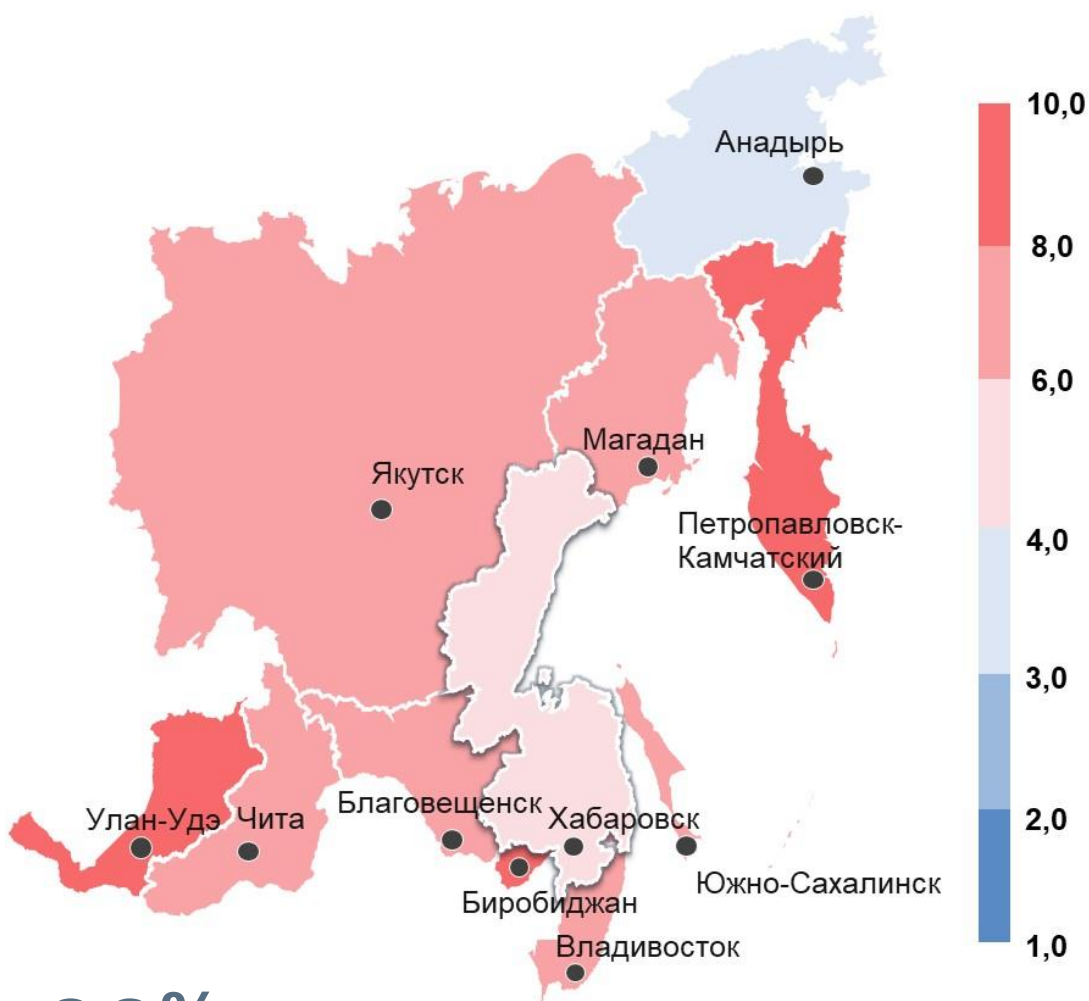 10,0
Анадырь
8,0
6,0
Магадан
Якутск
Петропавловск-
Камчатский
4,0
3,0
Благовещенск
Улан-Удэ
Чита
Хабаровск
2,0
Южно-Сахалинск
Биробиджан
Владивосток
1,0